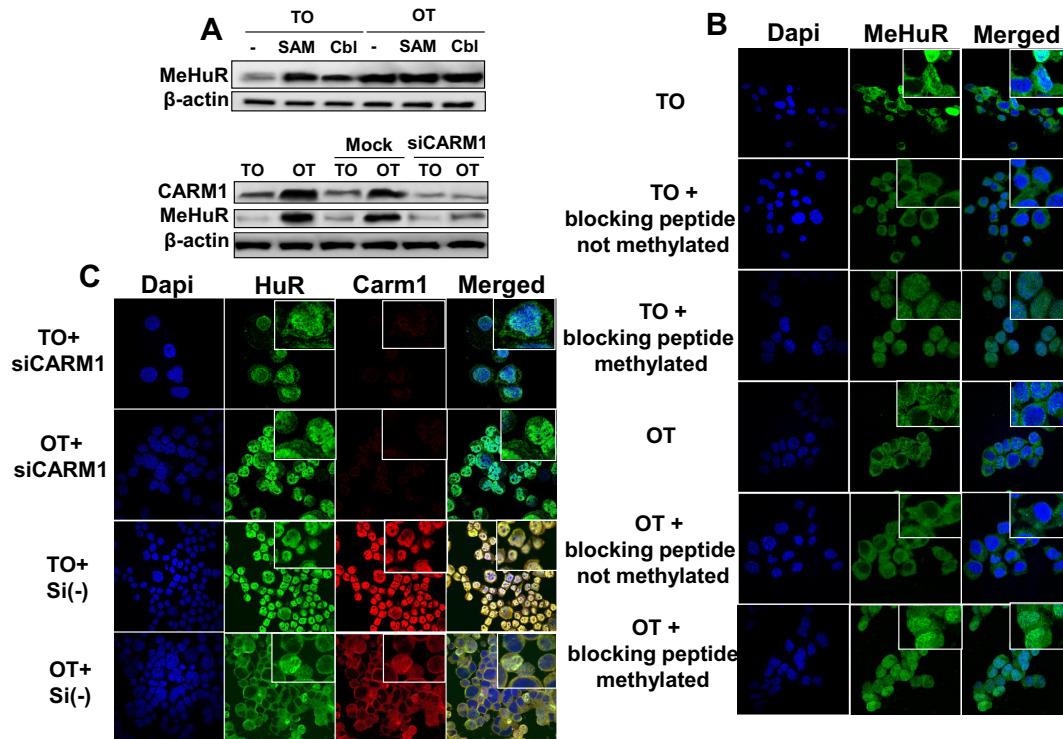 A
TO OT
- SAM Cbl - SAM Cbl
MeHuR
β-actin
Mock siCARM1
TO OT TO OT TO OT
CARM1
MeHuR
β-actin
B
Dapi MeHuR Merged
TO
TO +
blocking peptide
not methylated
TO +
blocking peptide
methylated
OT
OT +
blocking peptide
not methylated
OT +
blocking peptide
methylated
C
Dapi HuR Carm1 Merged
TO+
siCARM1
OT+
siCARM1
TO+
Si(-)
OT+
Si(-)